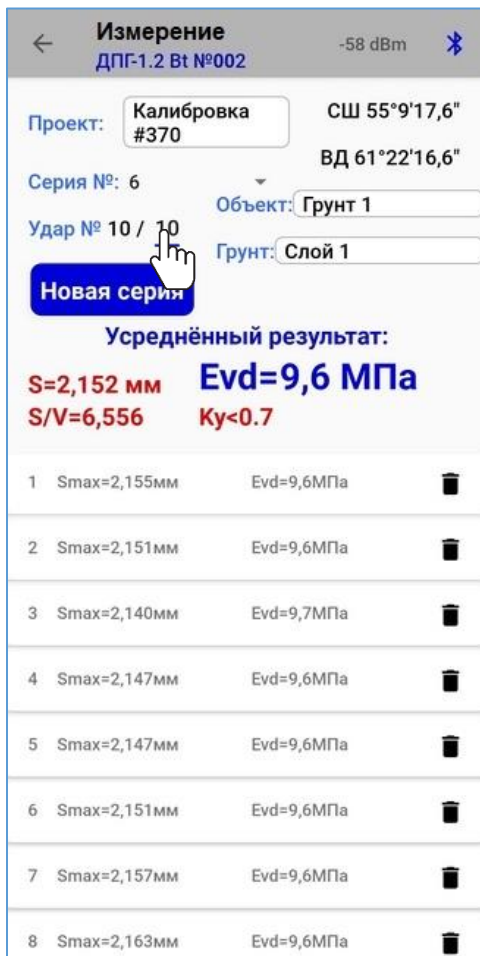 Измерение
ДПГ-1.2 Bt №002
-58 dBm
Проект: Калибровка #370
СШ 55°9'17,6"
ВД 61°22'16,6"
Серия №: 6
Объект: Грунт 1
Удар № 10 / 10
Грунт: Слой 1
Новая серия
Усреднённый результат:
S=2,152 мм Evd=9,6 МПа
S/V=6,556 Ky<0.7
1 Smax=2,155мм Evd=9,6МПа
2 Smax=2,151мм Evd=9,6МПа
3 Smax=2,140мм Evd=9,7МПа
4 Smax=2,147мм Evd=9,6МПа
5 Smax=2,147мм Evd=9,6МПа
6 Smax=2,151мм Evd=9,6МПа
7 Smax=2,157мм Evd=9,6МПа
8 Smax=2,163мм Evd=9,6МПа